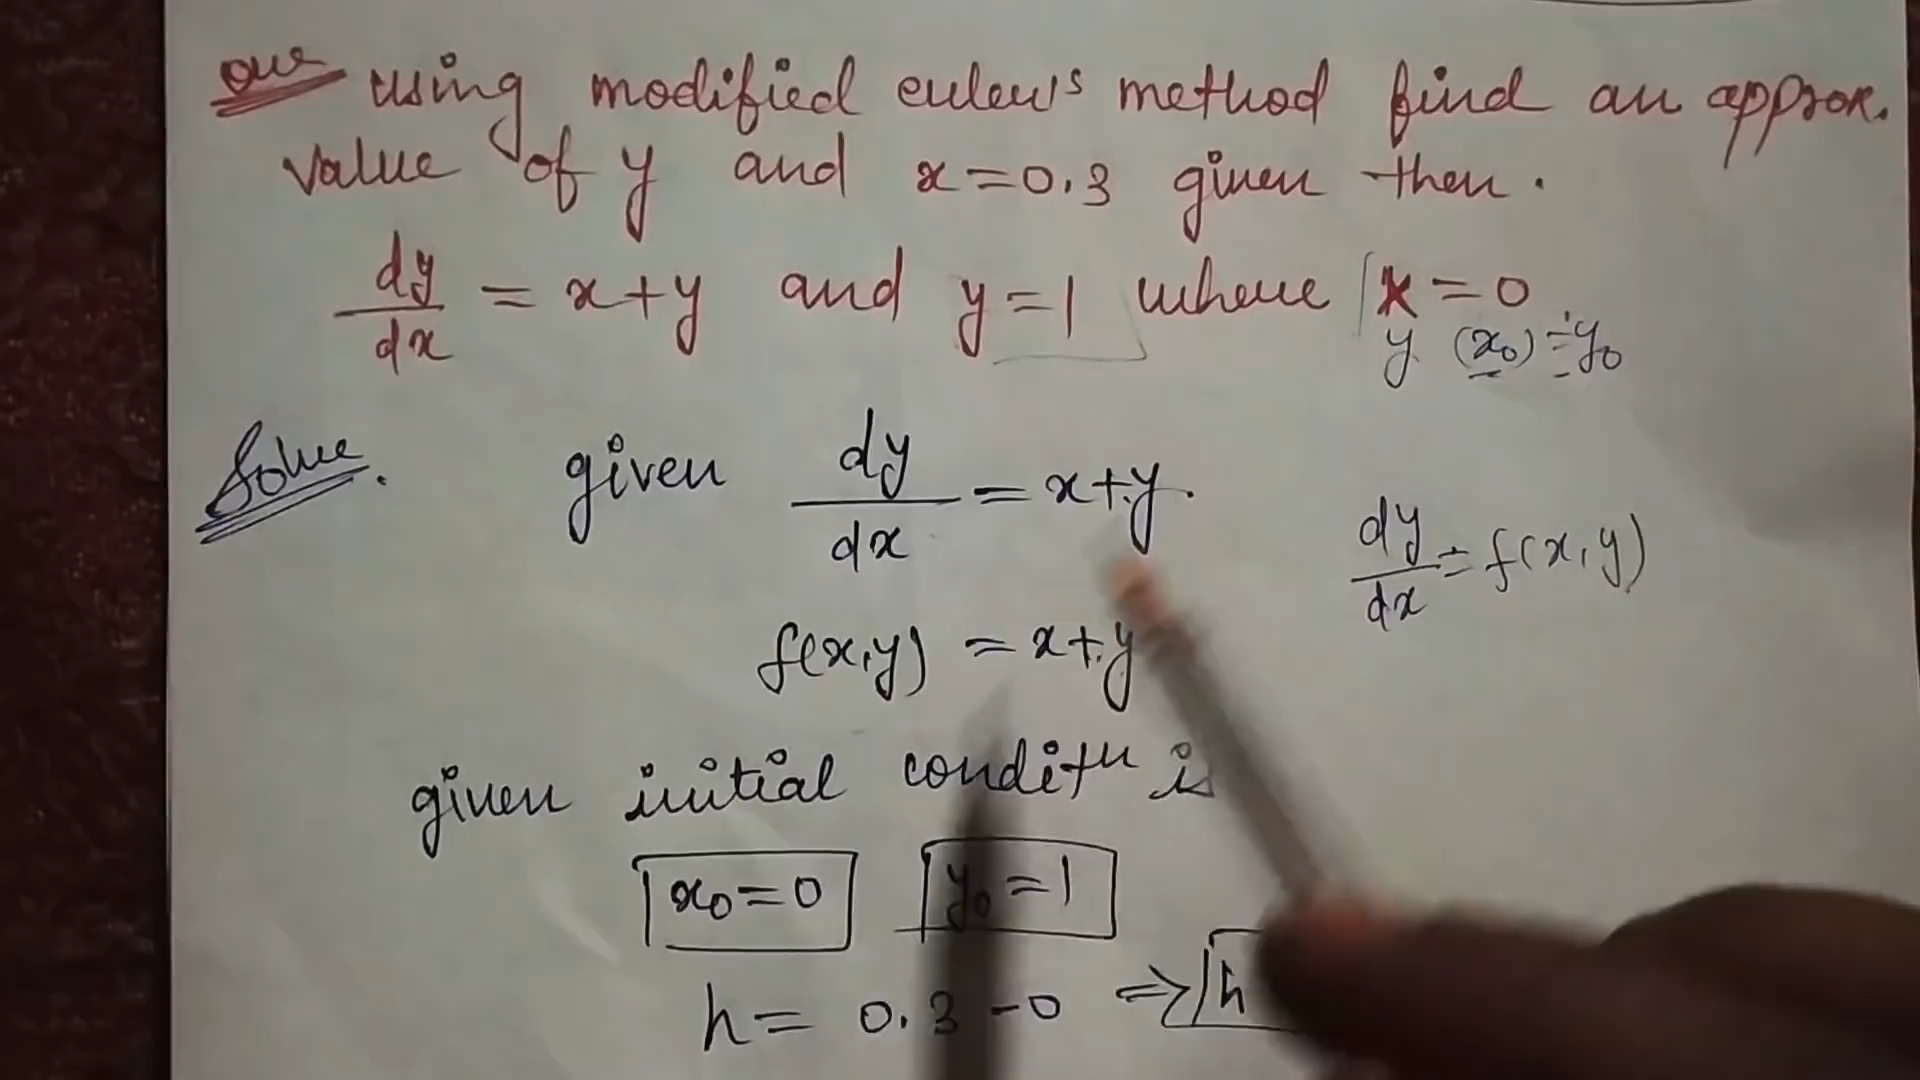 Que using modified euler's method find an approx.
value of y and x=0.3 given then.
dy/dx = x+y and y=1 where x=0
y (x₀) = y₀
Solve. given dy/dx = x+y.
dy/dx = f(x,y)
f(x,y) = x+y
given initial conditn is
x₀=0 y₀=1
h= 0.3 -0 ⇒ h